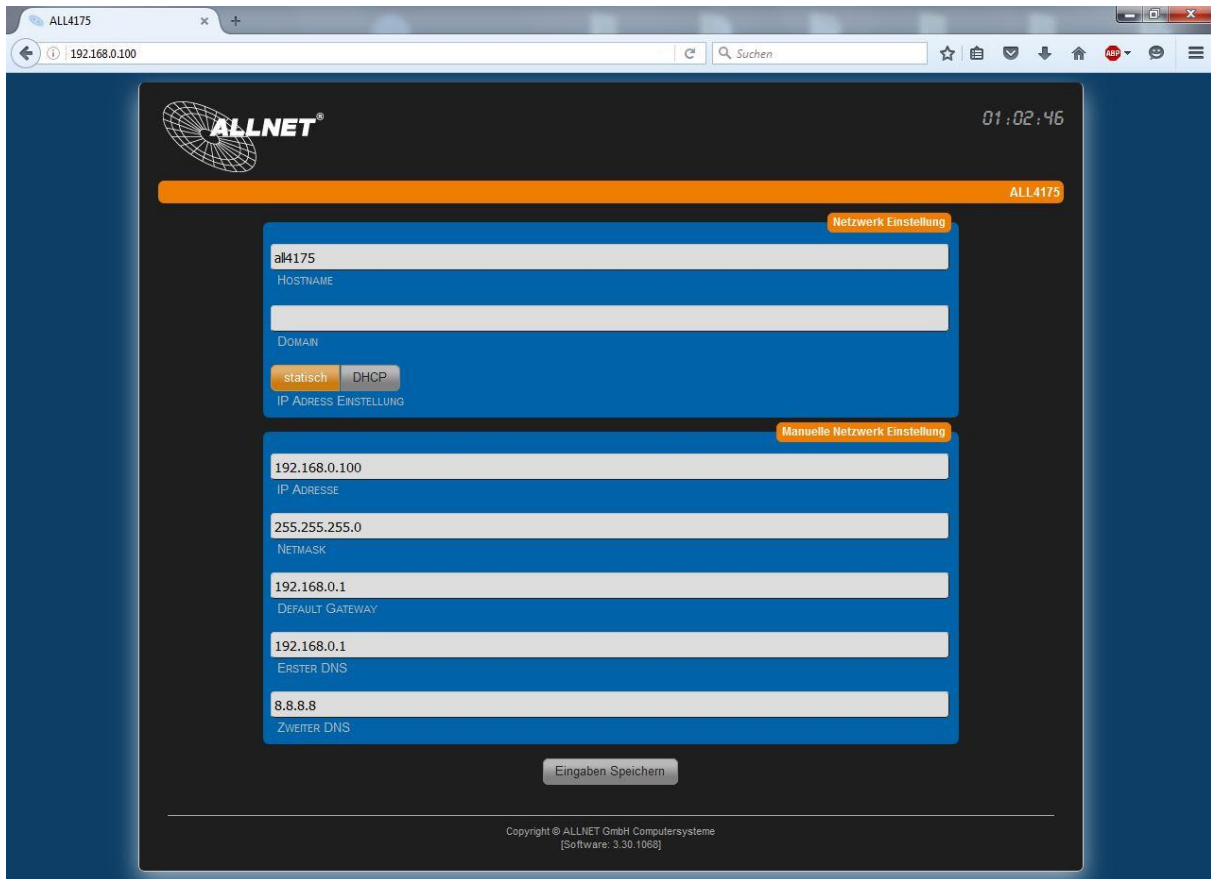 ALL4175
192.168.0.100
Suchen
ABP
ALLNET®
01:02:46
ALL4175
Netzwerk Einstellung
all4175
HOSTNAME
DOMAIN
statisch DHCP
IP ADRESS EINSTELLUNG
Manuelle Netzwerk Einstellung
192.168.0.100
IP ADRESSE
255.255.255.0
NETMASK
192.168.0.1
DEFAULT GATEWAY
192.168.0.1
ERSTER DNS
8.8.8.8
ZWEITER DNS
Eingaben Speichern
Copyright © ALLNET GmbH Computersysteme
[Software: 3.30.1068]